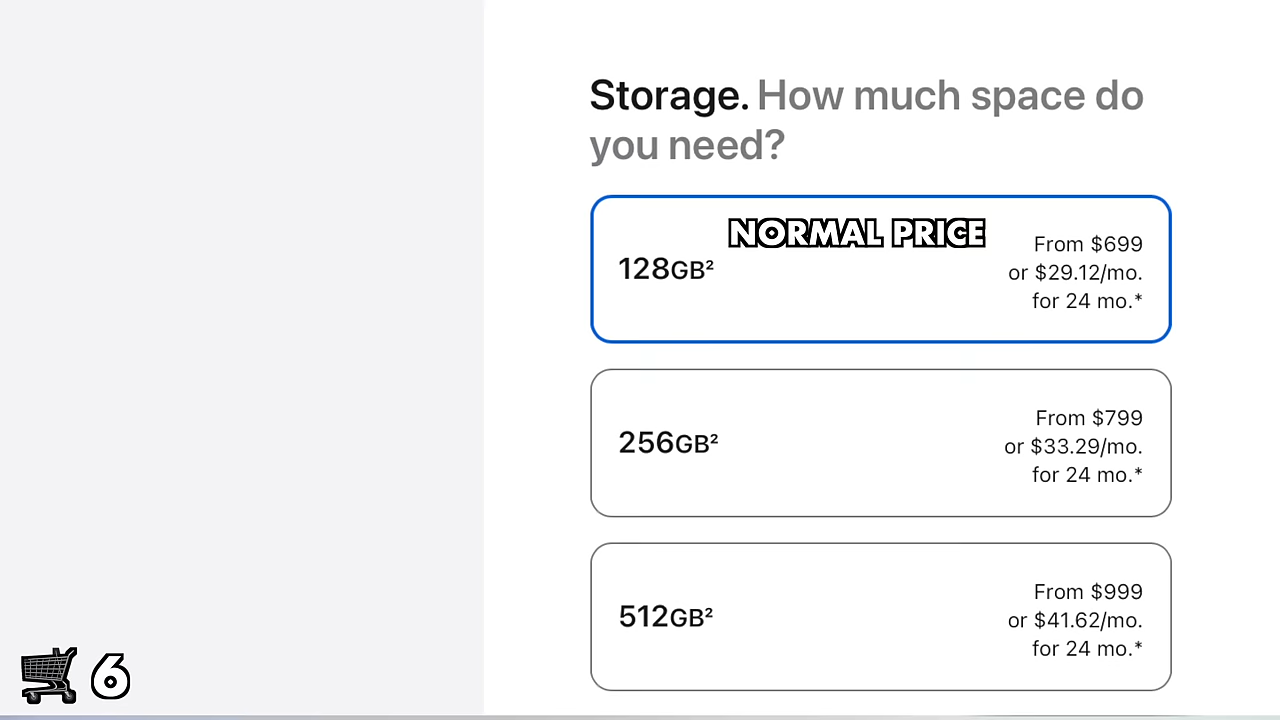 Storage. How much space do
you need?
NORMAL PRICE
128GB²
From $699
or $29.12/mo.
for 24 mo.*
256GB²
From $799
or $33.29/mo.
for 24 mo.*
512GB²
From $999
or $41.62/mo.
for 24 mo.*
6